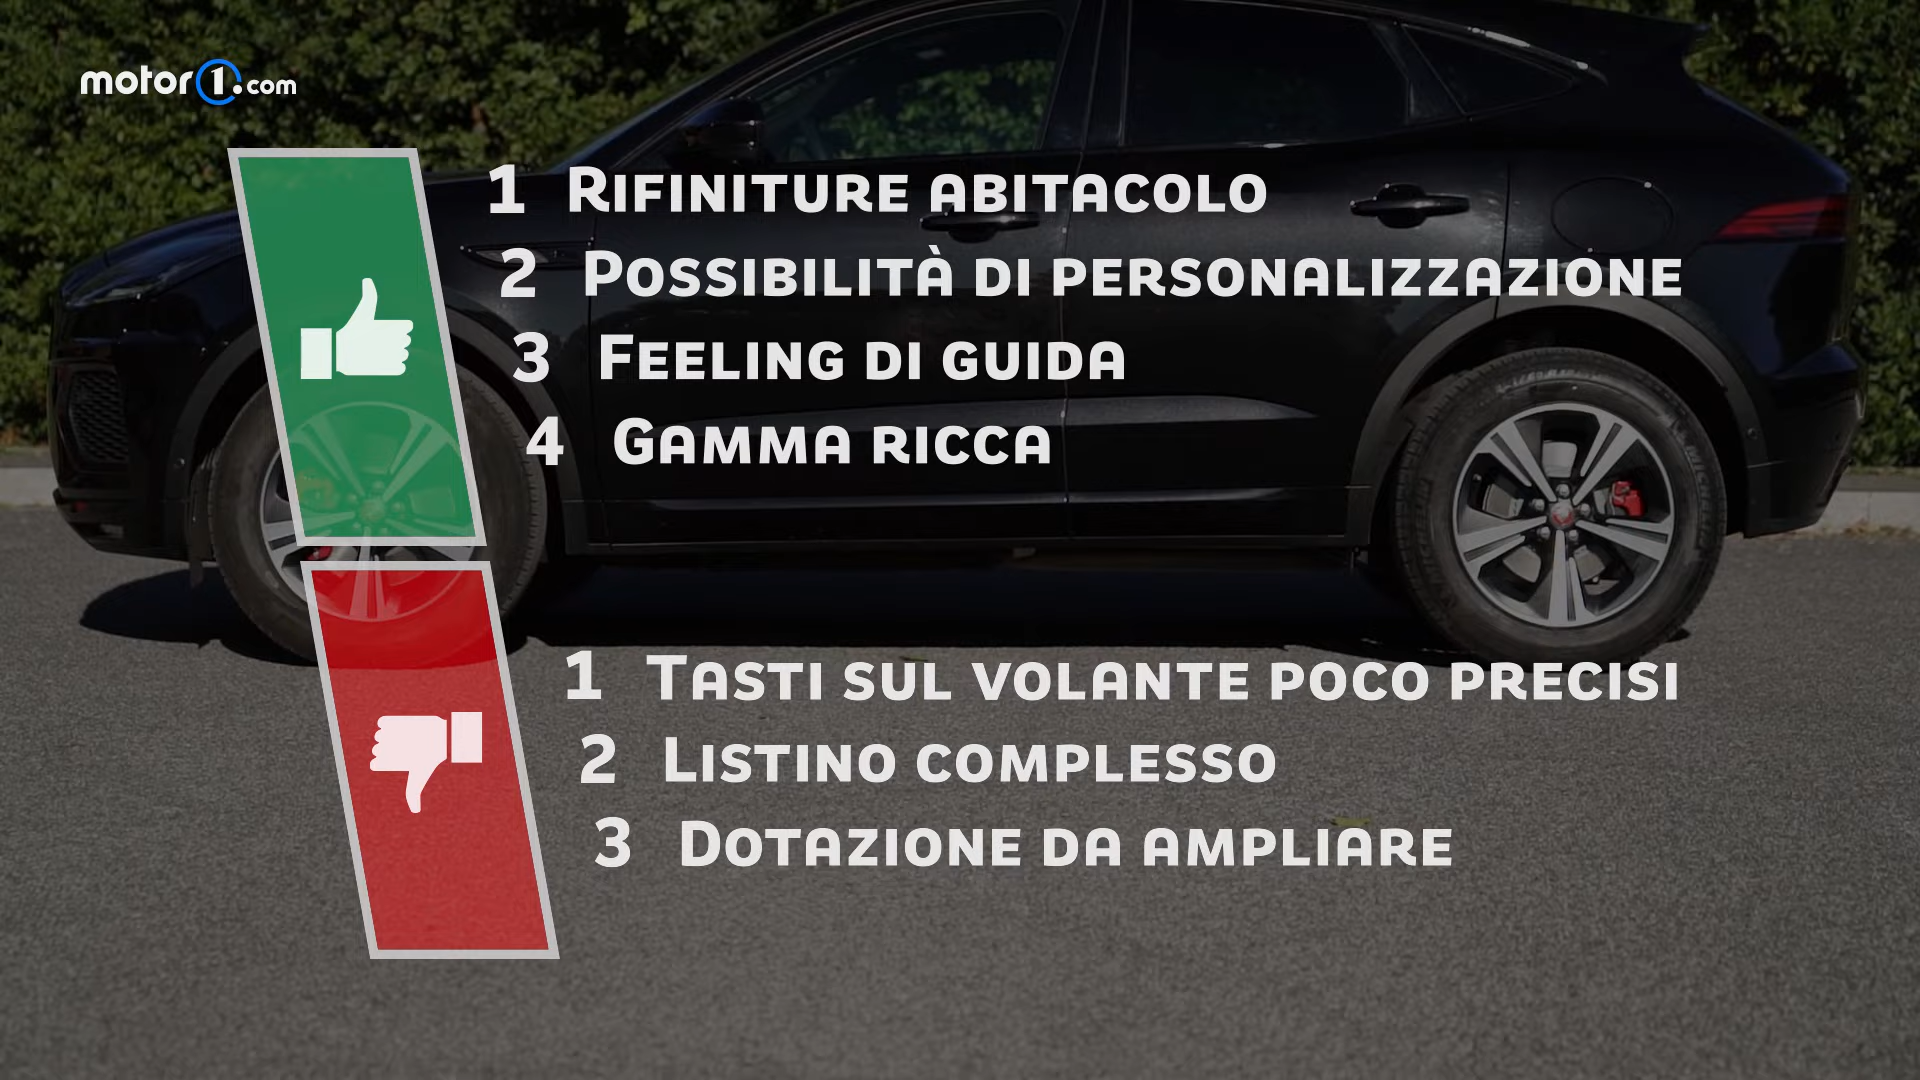 motor1.com
1 Rifiniture abitacolo
2 Possibilità di personalizzazione
3 Feeling di guida
4 Gamma ricca
1 Tasti sul volante poco precisi
2 Listino complesso
3 Dotazione da ampliare